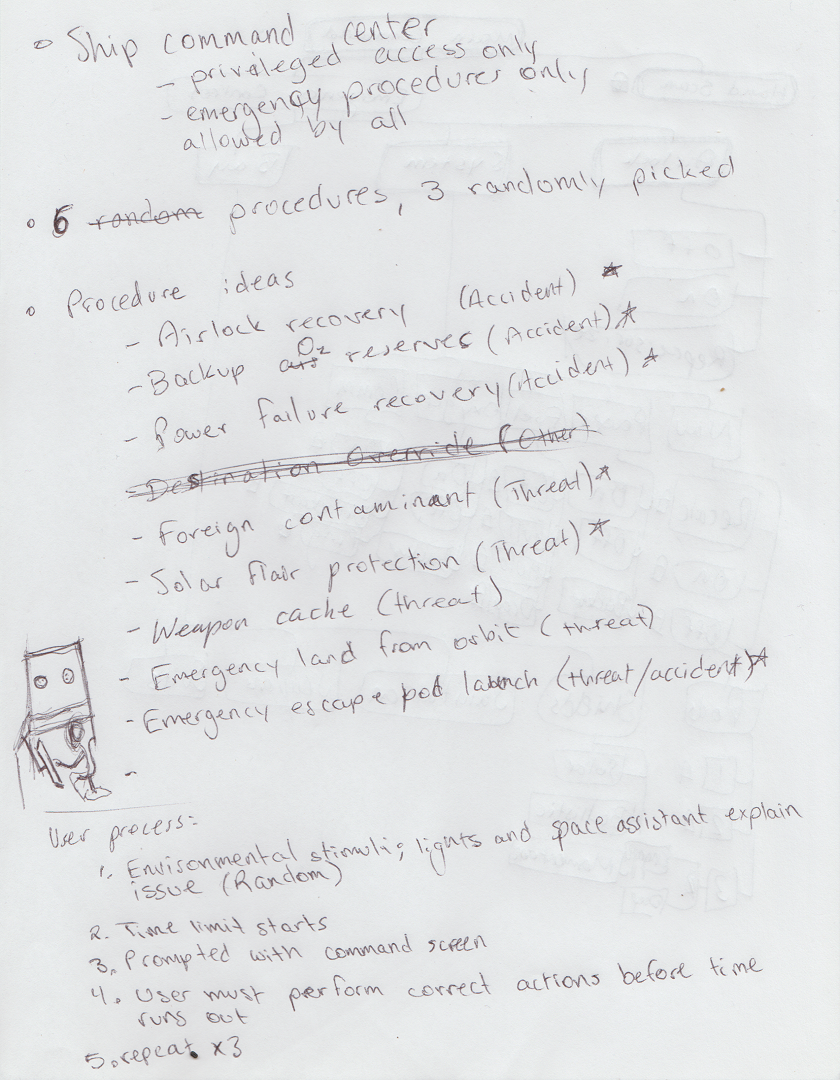 Ship command center
- privileged access only
- emergency procedures only
allowed by all
6 random procedures, 3 randomly picked
Procedure ideas
- Airlock recovery (Accident) *
- Backup O₂ reserves (Accident) *
- Power failure recovery (Accident) *
- Destination Override (Other)
- Foreign contaminant (Threat) *
- Solar flair protection (Threat) *
- Weapon cache (threat)
- Emergency land from orbit (threat)
- Emergency escape pod launch (threat/accident) *
-
User process:
1. Environmental stimuli; lights and space assistant explain
issue (Random)
2. Time limit starts
3. Prompted with command screen
4. User must perform correct actions before time
runs out
5. repeat x3